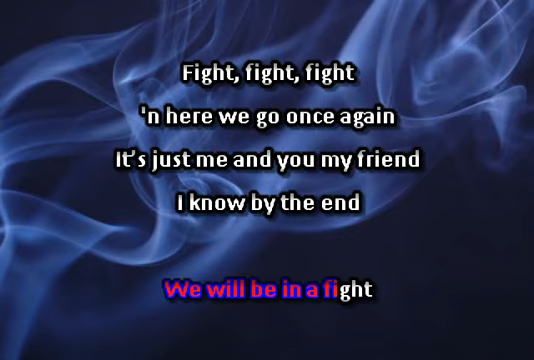 Fight, fight, fight
'n here we go once again
It's just me and you my friend
I know by the end
We will be in a fight